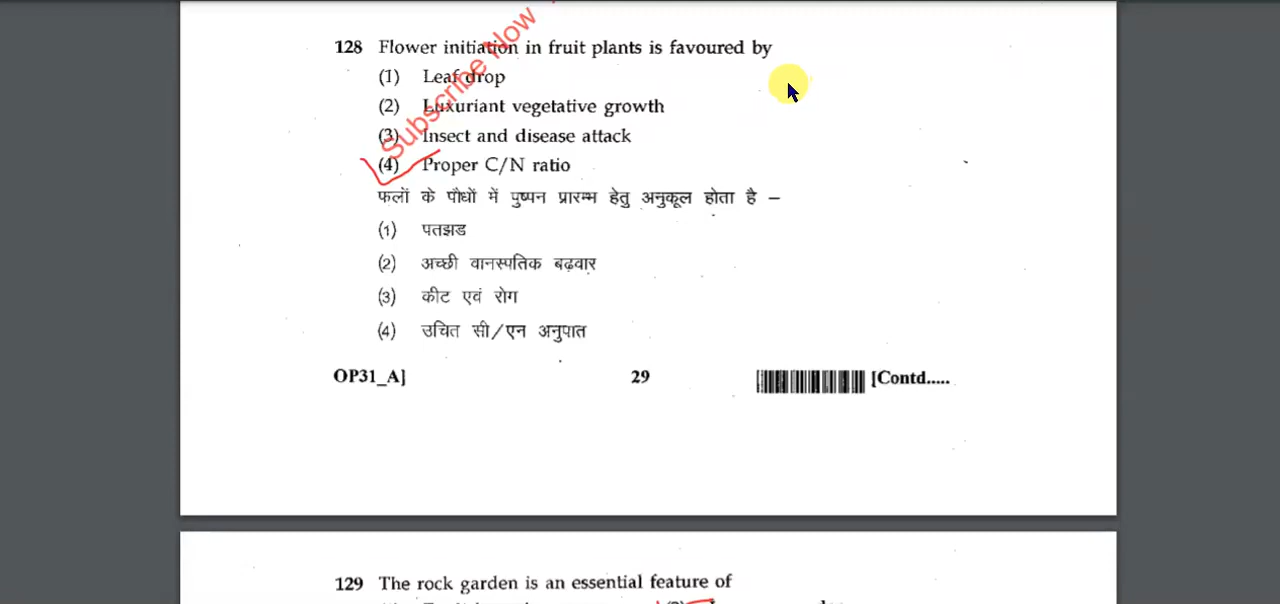 128 Flower initiation in fruit plants is favoured by
(1) Leaf drop
(2) Luxuriant vegetative growth
(3) Insect and disease attack
(4) Proper C/N ratio
फलों के पौधों में पुष्पन प्रारम्भ हेतु अनुकूल होता है –
(1) पतझड
(2) अच्छी वानस्पतिक बढ़वार
(3) कीट एवं रोग
(4) उचित सी/एन अनुपात
Subscribe Now
OP31_A] 29 [Contd.....
129 The rock garden is an essential feature of